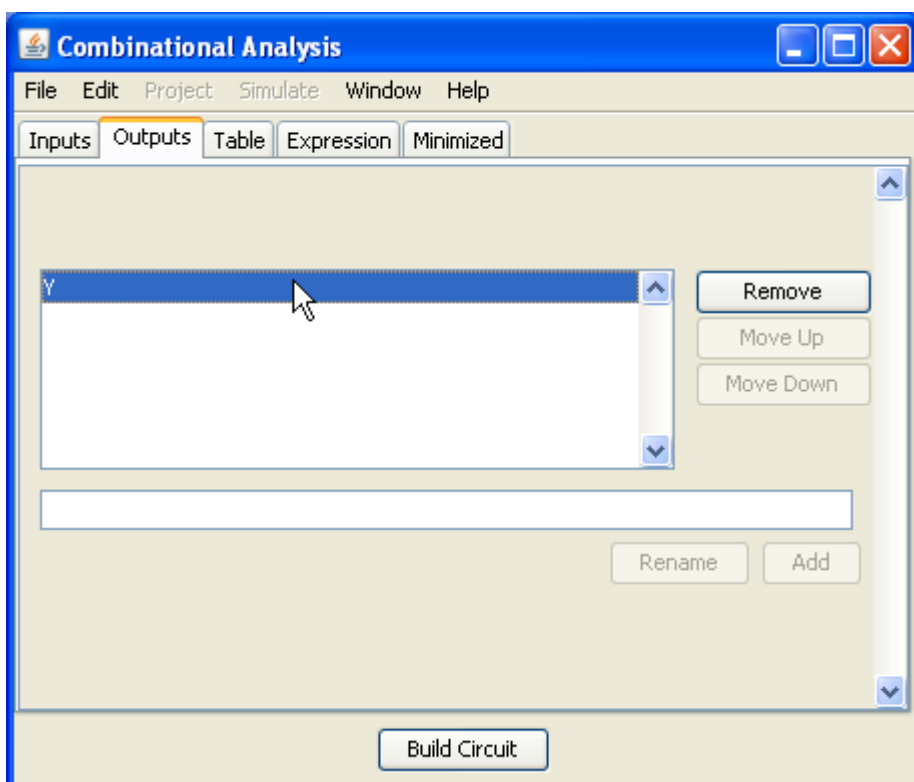 Combinational Analysis
File Edit Project Simulate Window Help
Inputs Outputs Table Expression Minimized
Y
Remove
Move Up
Move Down
Rename Add
Build Circuit